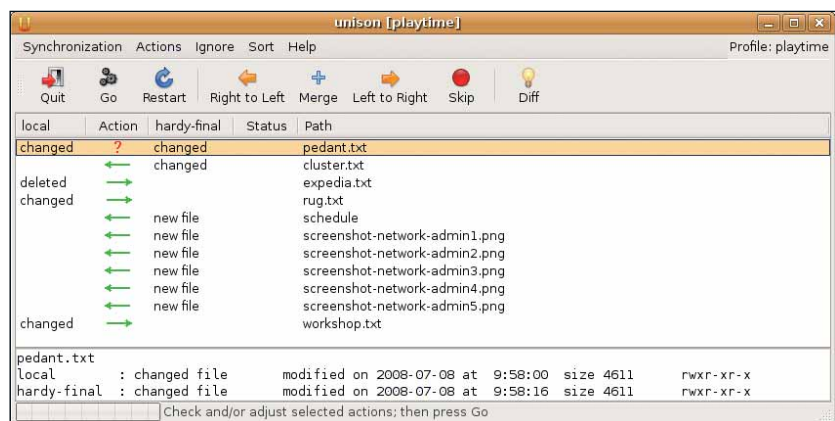 unison [playtime]
Synchronization Actions Ignore Sort Help Profile: playtime
Quit Go Restart Right to Left Merge Left to Right Skip Diff
local Action hardy-final Status Path
changed ? changed pedant.txt
changed cluster.txt
deleted expedia.txt
changed rug.txt
new file schedule
new file screenshot-network-admin1.png
new file screenshot-network-admin2.png
new file screenshot-network-admin3.png
new file screenshot-network-admin4.png
new file screenshot-network-admin5.png
changed workshop.txt
pedant.txt
local : changed file modified on 2008-07-08 at 9:58:00 size 4611 rwxr-xr-x
hardy-final : changed file modified on 2008-07-08 at 9:58:16 size 4611 rwxr-xr-x
Check and/or adjust selected actions; then press Go